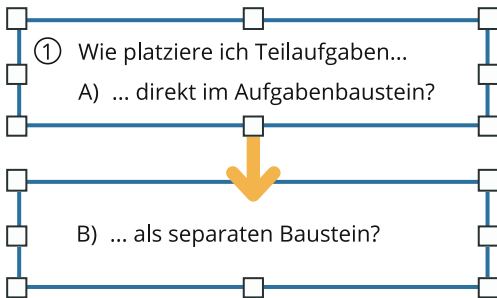 ① Wie platziere ich Teilaufgaben...
A) ... direkt im Aufgabenbaustein?
B) ... als separaten Baustein?